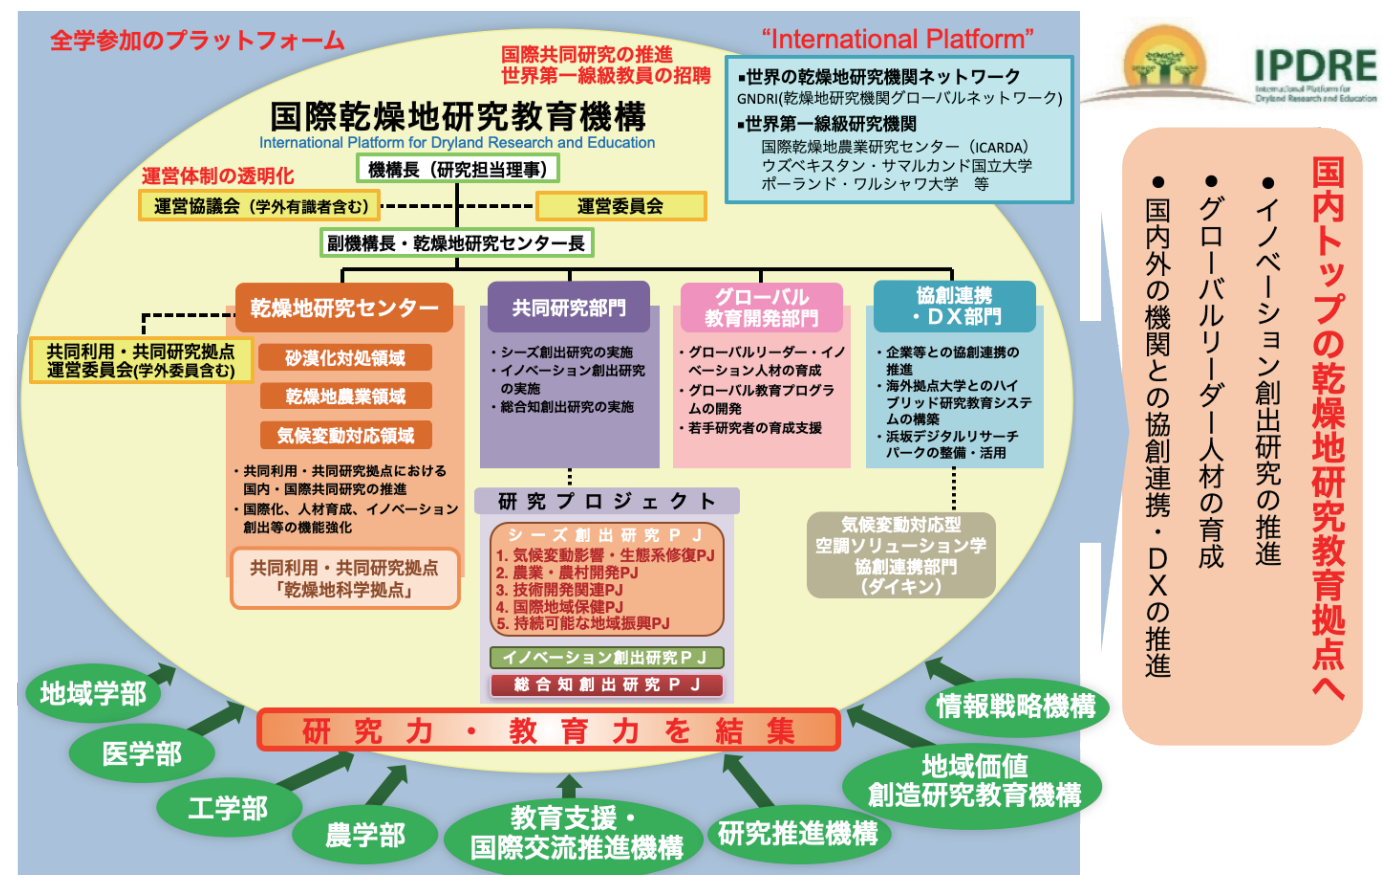 全学参加のプラットフォーム
国際共同研究の推進
世界第一線級教員の招聘
国際乾燥地研究教育機構
International Platform for Dryland Research and Education
“International Platform”
▪世界の乾燥地研究機関ネットワーク
GNDRI(乾燥地研究機関グローバルネットワーク)
▪世界第一線級研究機関
国際乾燥地農業研究センター（ICARDA）
ウズベキスタン・サマルカンド国立大学
ポーランド・ワルシャワ大学　等
IPDRE
International Platform for
Dryland Research and Education
機構長（研究担当理事）
運営体制の透明化
運営協議会（学外有識者含む）
運営委員会
副機構長・乾燥地研究センター長
乾燥地研究センター
共同利用・共同研究拠点
運営委員会(学外委員含む)
砂漠化対処領域
乾燥地農業領域
気候変動対応領域
・共同利用・共同研究拠点における
国内・国際共同研究の推進
・国際化、人材育成、イノベーション
創出等の機能強化
共同利用・共同研究拠点
「乾燥地科学拠点」
共同研究部門
・シーズ創出研究の実施
・イノベーション創出研究
の実施
・総合知創出研究の実施
グローバル
教育開発部門
・グローバルリーダー・イノ
ベーション人材の育成
・グローバル教育プログラ
ムの開発
・若手研究者の育成支援
協創連携
・ＤＸ部門
・企業等との協創連携の
推進
・海外拠点大学とのハイ
ブリッド研究教育システ
ムの構築
・浜坂デジタルリサーチ
パークの整備・活用
研究プロジェクト
シーズ創出研究ＰＪ
1. 気候変動影響・生態系修復PJ
2. 農業・農村開発PJ
3. 技術開発関連PJ
4. 国際地域保健PJ
5. 持続可能な地域振興PJ
イノベーション創出研究ＰＪ
総合知創出研究ＰＪ
気候変動対応型
空調ソリューション学
協創連携部門
（ダイキン）
研究力・教育力を結集
地域学部
医学部
工学部
農学部
教育支援・
国際交流推進機構
研究推進機構
地域価値
創造研究教育機構
情報戦略機構
国内トップの乾燥地研究教育拠点へ
●イノベーション創出研究の推進
●グローバルリーダー人材の育成
●国内外の機関との協創連携・ＤＸの推進